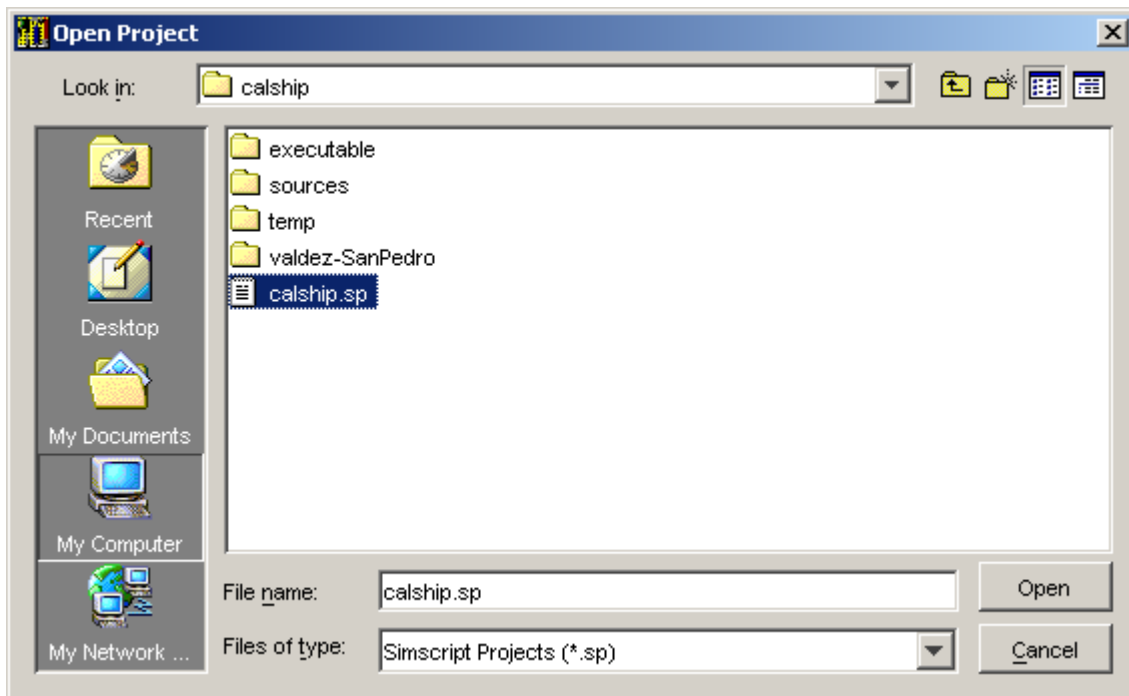 Open Project
Look in:
calship
Recent
Desktop
My Documents
My Computer
My Network ...
executable
sources
temp
valdez-SanPedro
calship.sp
File name:
calship.sp
Open
Files of type:
Simscript Projects (*.sp)
Cancel